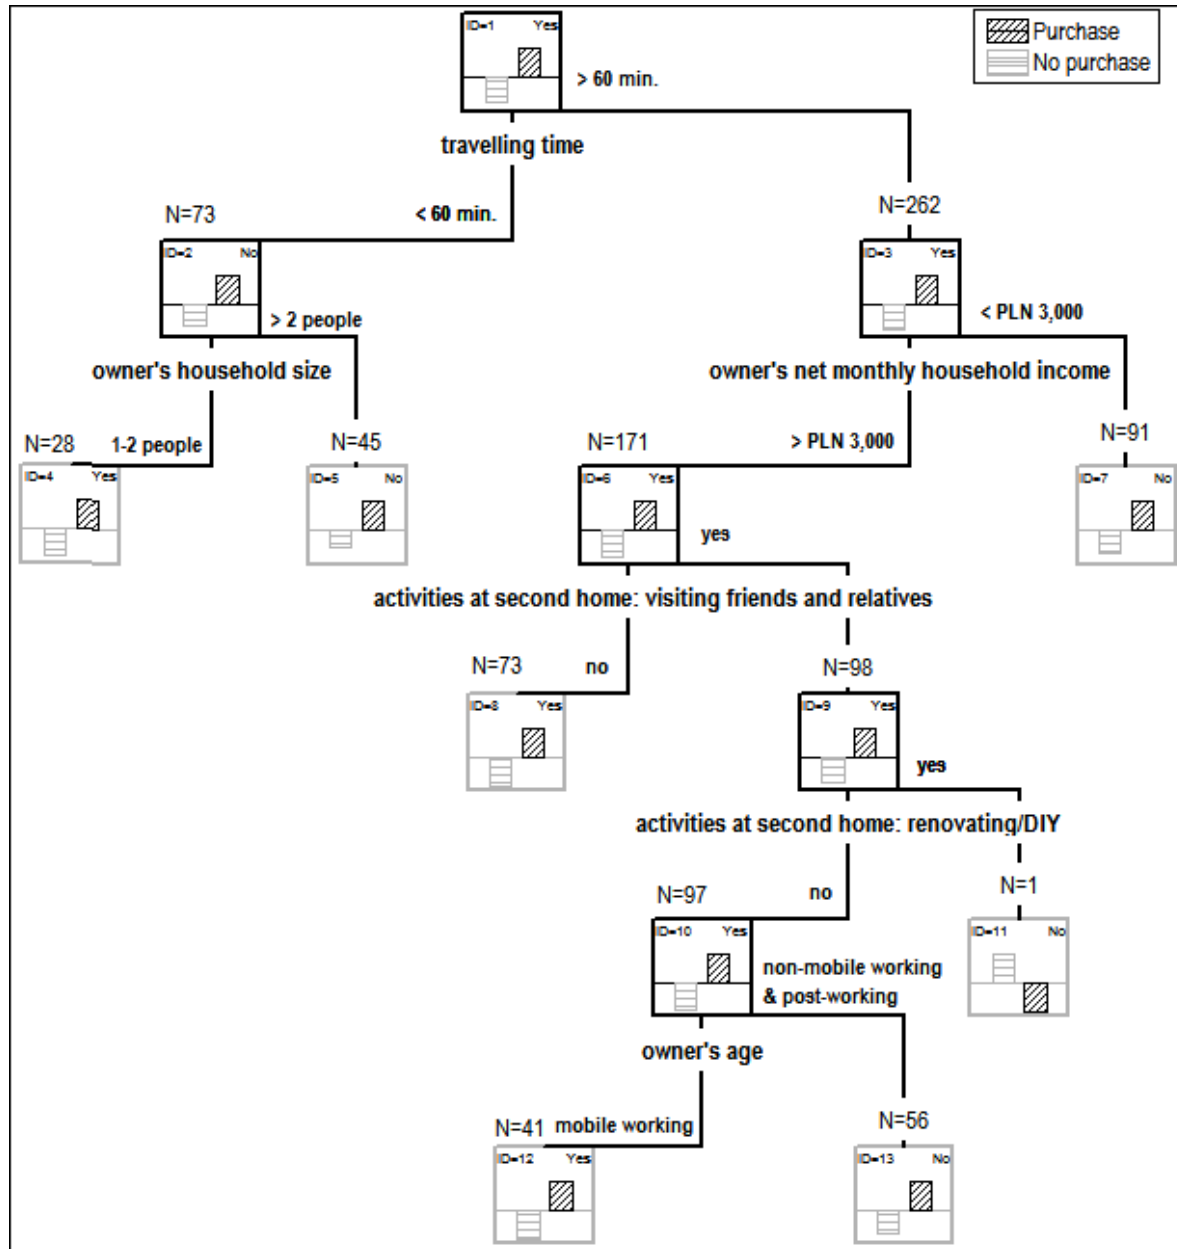 ID=1 Yes
Purchase
No purchase
> 60 min.
travelling time
N=73
< 60 min.
N=262
ID=2 No
ID=3 Yes
> 2 people
< PLN 3,000
owner's household size
owner's net monthly household income
N=28
1-2 people
N=45
N=171
> PLN 3,000
N=91
ID=4 Yes
ID=5 No
ID=6 Yes
ID=7 No
yes
activities at second home: visiting friends and relatives
N=73
no
N=98
ID=8 Yes
ID=9 Yes
yes
activities at second home: renovating/DIY
N=97
no
N=1
ID=10 Yes
ID=11 No
non-mobile working
& post-working
owner's age
N=41
mobile working
N=56
ID=12 Yes
ID=13 No